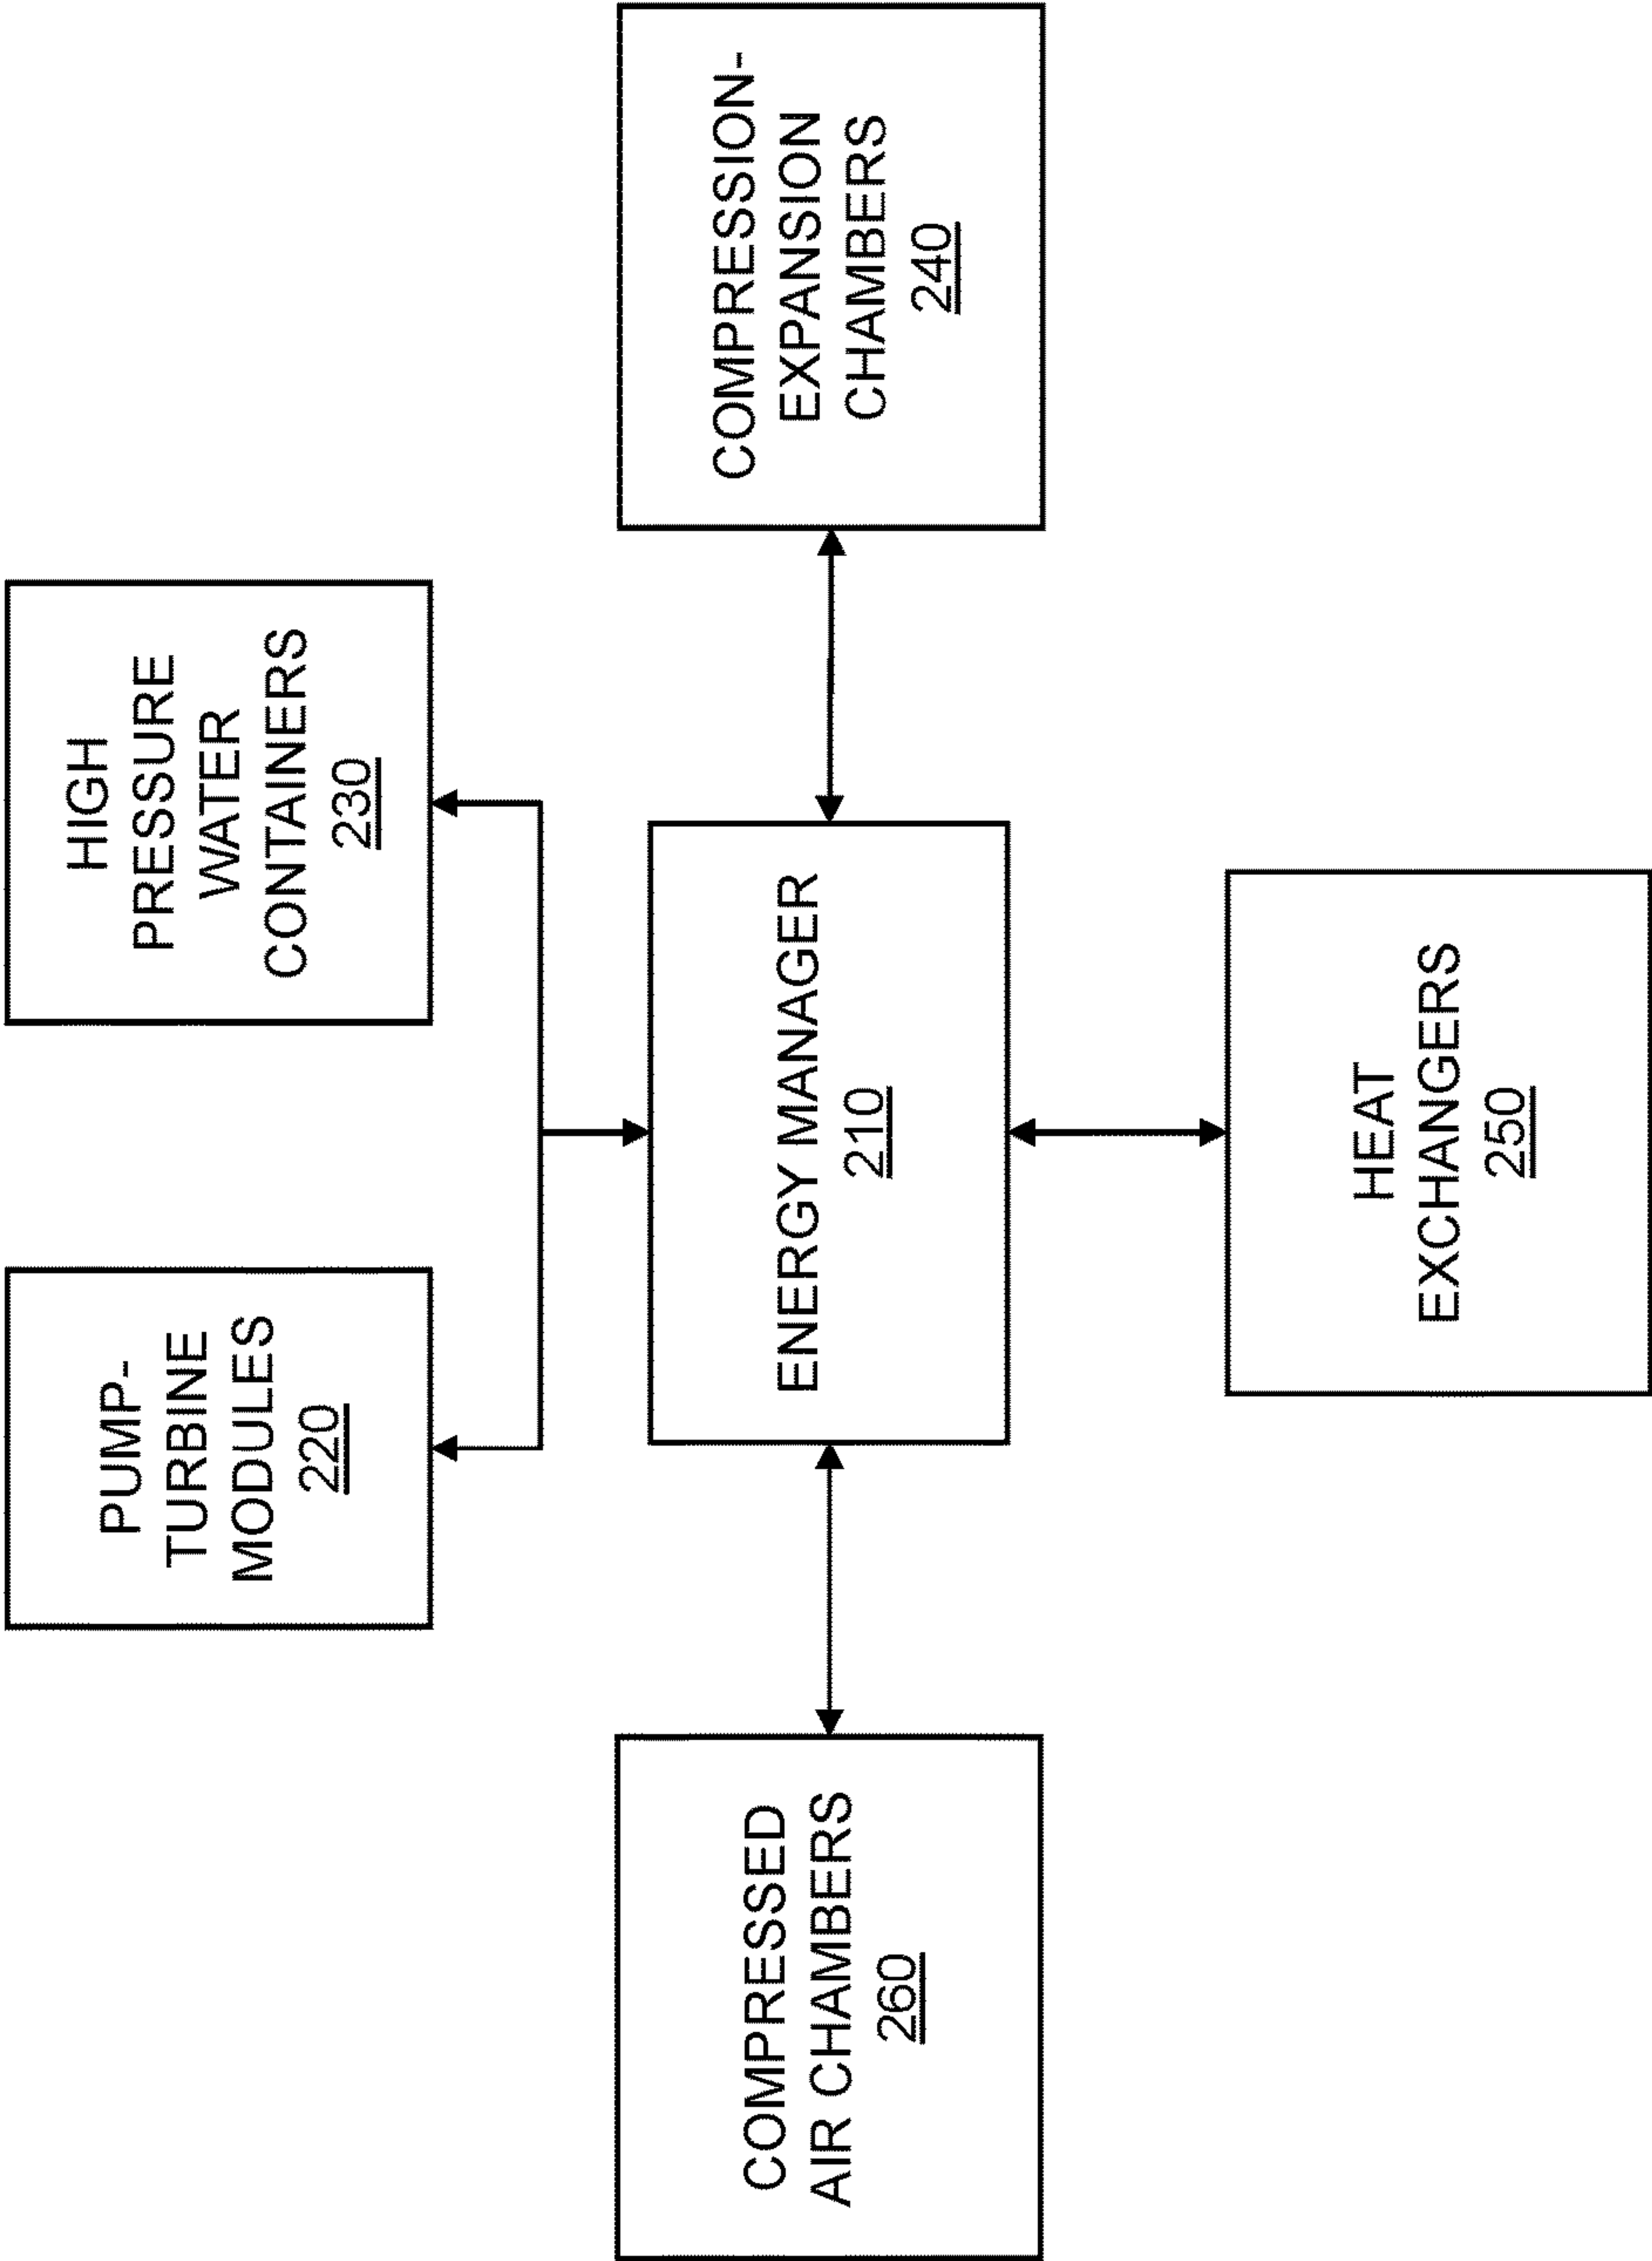 PUMP-
TURBINE
MODULES
220
HIGH
PRESSURE
WATER
CONTAINERS
230
COMPRESSED
AIR CHAMBERS
260
ENERGY MANAGER
210
COMPRESSION-
EXPANSION
CHAMBERS
240
HEAT
EXCHANGERS
250